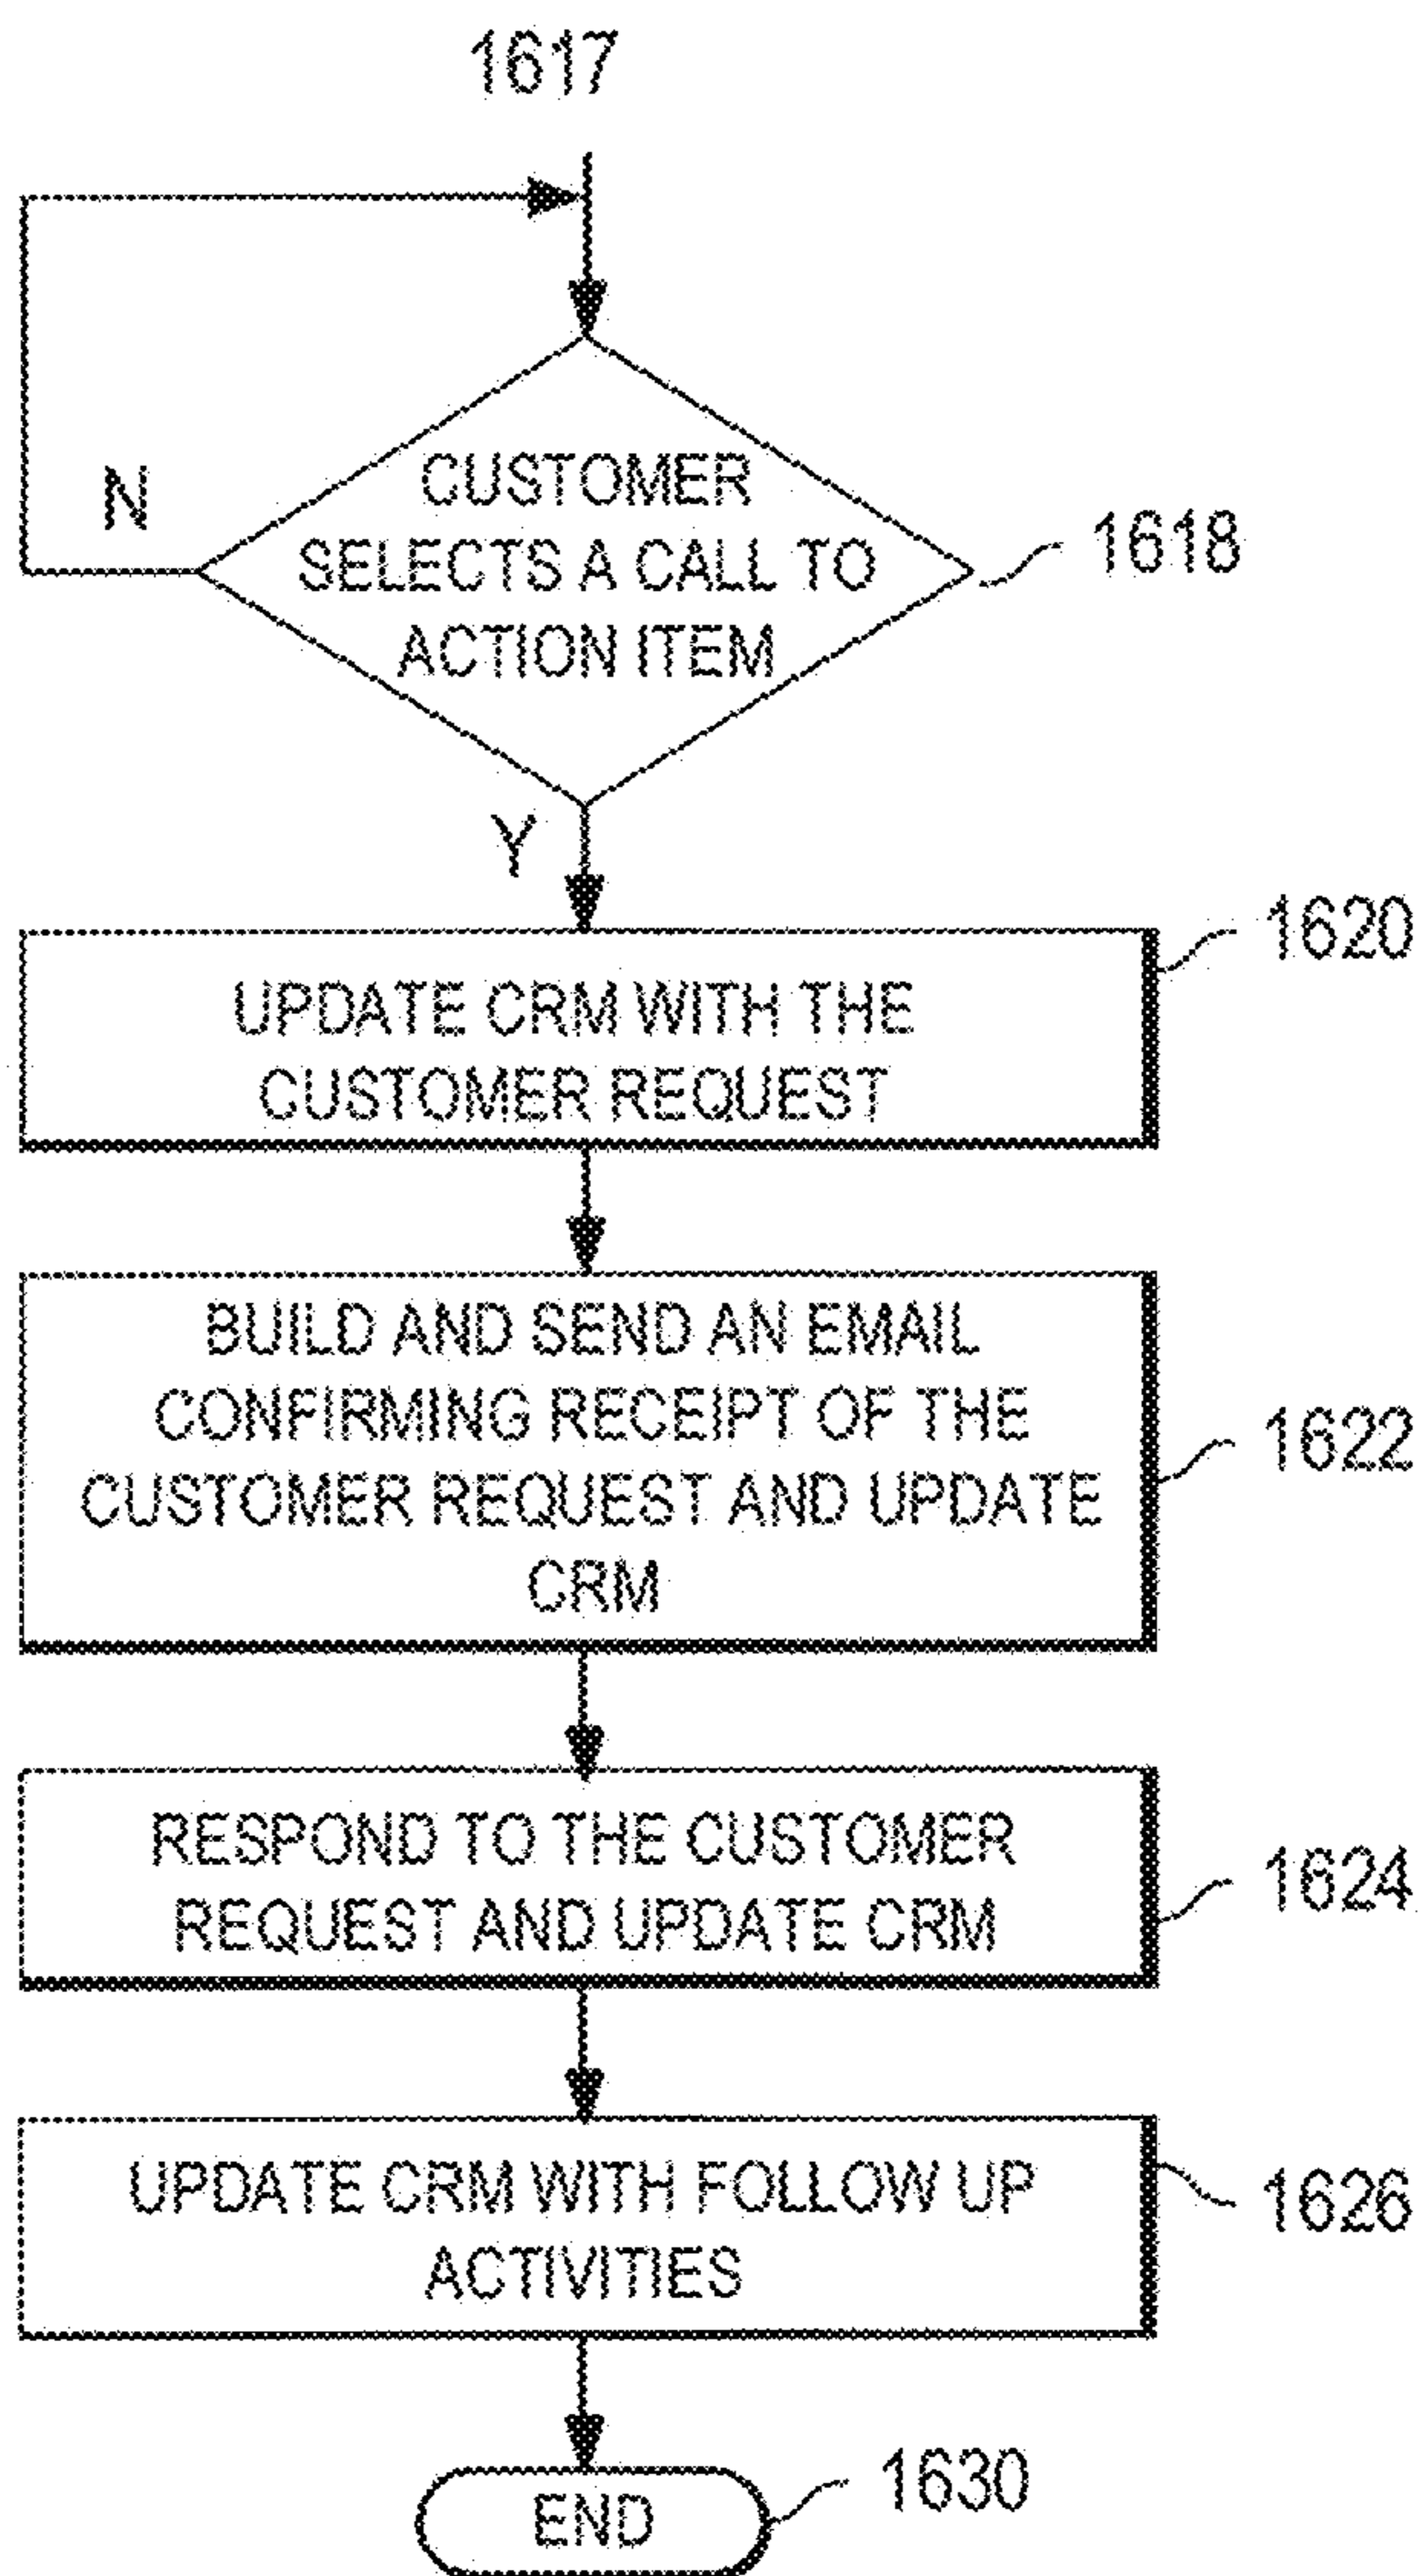 1617
N
CUSTOMER
SELECTS A CALL TO
ACTION ITEM
1618
Y
1620
UPDATE CRM WITH THE
CUSTOMER REQUEST
BUILD AND SEND AN EMAIL
CONFIRMING RECEIPT OF THE
CUSTOMER REQUEST AND UPDATE
CRM
1622
RESPOND TO THE CUSTOMER
REQUEST AND UPDATE CRM
1624
UPDATE CRM WITH FOLLOW UP
ACTIVITIES
1626
END
1630